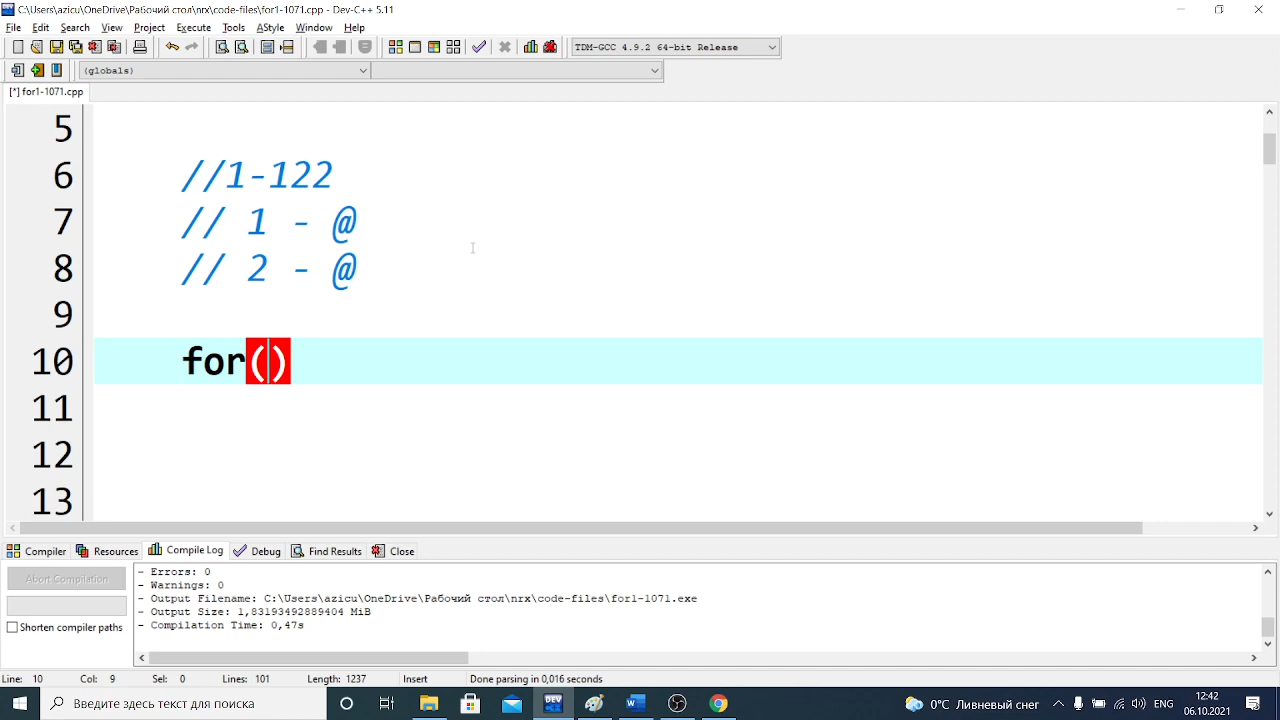 C:\Users\azicu\OneDrive\Рабочий стол\nrx\code-files\for1-1071.cpp - Dev-C++ 5.11
File Edit Search View Project Execute Tools AStyle Window Help
TDM-GCC 4.9.2 64-bit Release
(globals)
[*] for1-1071.cpp
5
6 //1-122
7 // 1 - @
8 // 2 - @
9
10 for()
11
12
13
Compiler Resources Compile Log Debug Find Results Close
Abort Compilation
Shorten compiler paths
- Errors: 0
- Warnings: 0
- Output Filename: C:\Users\azicu\OneDrive\Рабочий стол\nrx\code-files\for1-1071.exe
- Output Size: 1,83193492889404 MiB
- Compilation Time: 0,47s
Line: 10 Col: 9 Sel: 0 Lines: 101 Length: 1237 Insert Done parsing in 0,016 seconds
Введите здесь текст для поиска
DEV
0°C Ливневый снег
ENG
12:42
06.10.2021